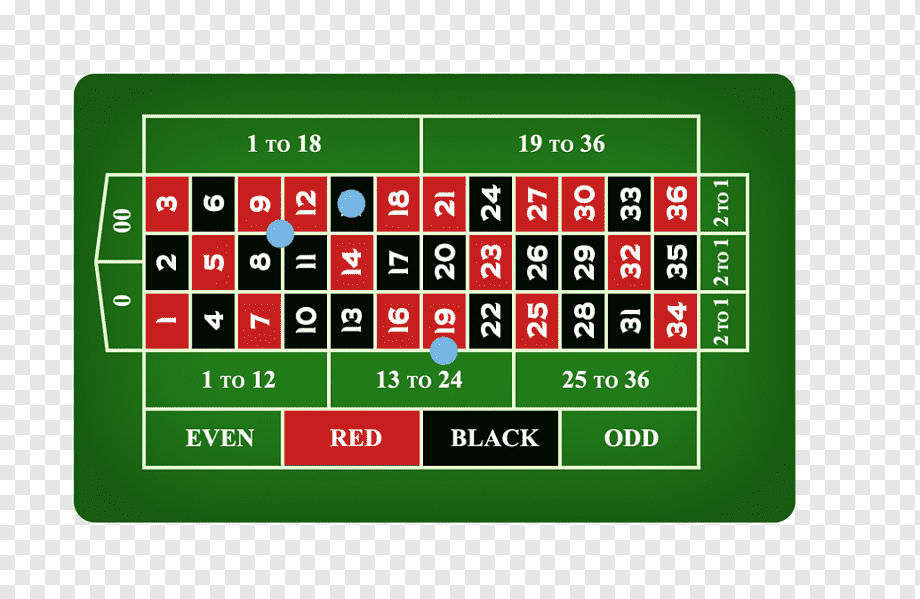 1 TO 18 19 TO 36
00 3 6 9 12 18 21 24 27 30 33 36 2 to 1
2 5 8 11 14 17 20 23 26 29 32 35 2 to 1
0 1 4 7 10 13 16 19 22 25 28 31 34 2 to 1
1 TO 12 13 TO 24 25 TO 36
EVEN RED BLACK ODD